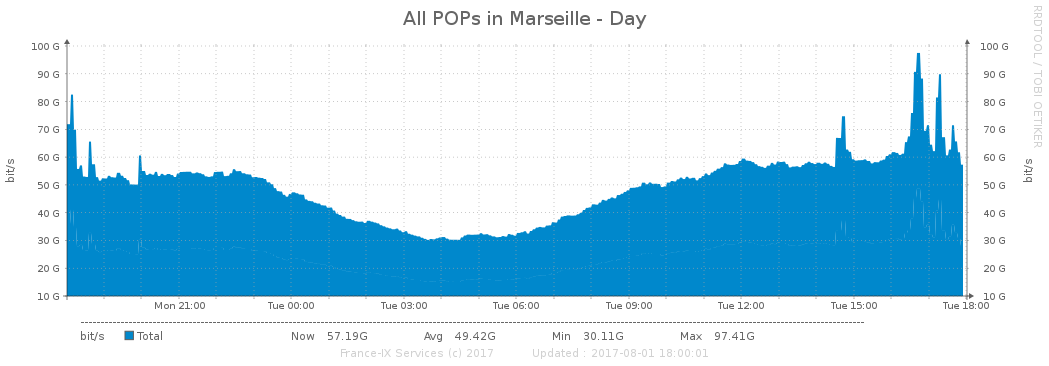 All POPs in Marseille - Day
RRDTOOL / TOBI OETIKER
100 G 100 G
90 G 90 G
80 G 80 G
70 G 70 G
60 G 60 G
50 G 50 G
40 G 40 G
30 G 30 G
20 G 20 G
10 G 10 G
bit/s
bit/s
Mon 21:00 Tue 00:00 Tue 03:00 Tue 06:00 Tue 09:00 Tue 12:00 Tue 15:00 Tue 18:00
bit/s Total Now 57.19G Avg 49.42G Min 30.11G Max 97.41G
France-IX Services (c) 2017 Updated : 2017-08-01 18:00:01